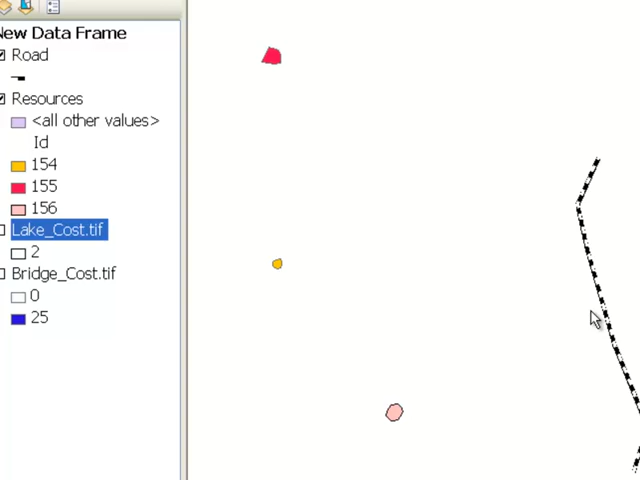 New Data Frame
Road
Resources
<all other values>
Id
154
155
156
Lake_Cost.tif
2
Bridge_Cost.tif
0
25